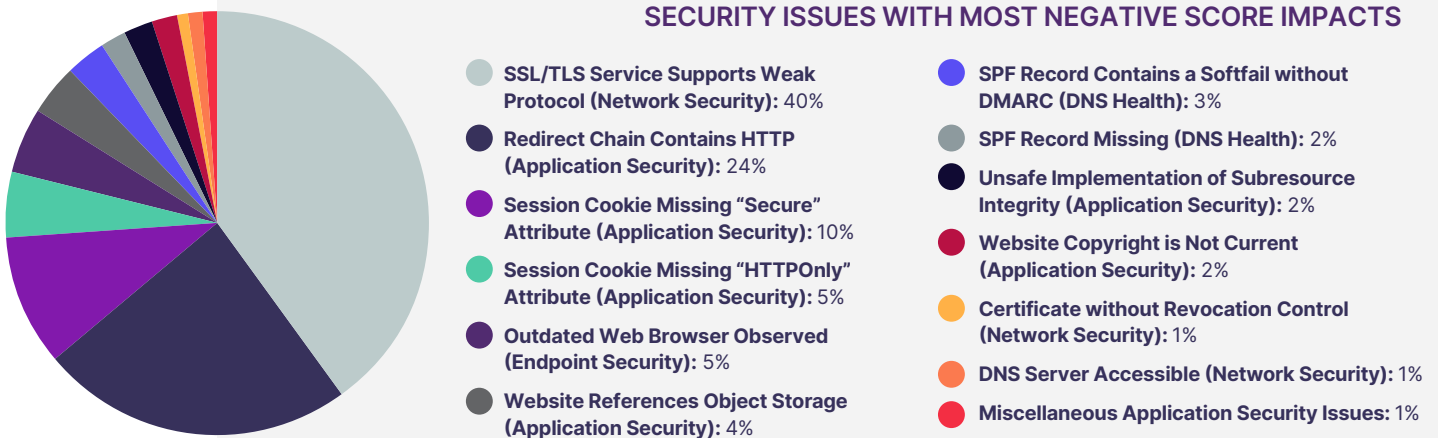 SECURITY ISSUES WITH MOST NEGATIVE SCORE IMPACTS
SSL/TLS Service Supports Weak
Protocol (Network Security): 40%
Redirect Chain Contains HTTP
(Application Security): 24%
Session Cookie Missing “Secure”
Attribute (Application Security): 10%
Session Cookie Missing “HTTPOnly”
Attribute (Application Security): 5%
Outdated Web Browser Observed
(Endpoint Security): 5%
Website References Object Storage
(Application Security): 4%
SPF Record Contains a Softfail without
DMARC (DNS Health): 3%
SPF Record Missing (DNS Health): 2%
Unsafe Implementation of Subresource
Integrity (Application Security): 2%
Website Copyright is Not Current
(Application Security): 2%
Certificate without Revocation Control
(Network Security): 1%
DNS Server Accessible (Network Security): 1%
Miscellaneous Application Security Issues: 1%